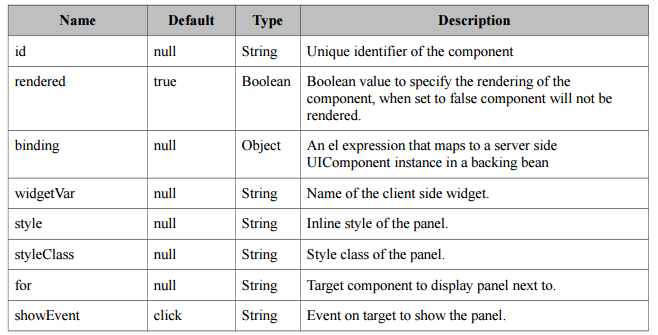 Name Default Type Description
id null String Unique identifier of the component
rendered true Boolean Boolean value to specify the rendering of the
component, when set to false component will not be
rendered.
binding null Object An el expression that maps to a server side
UIComponent instance in a backing bean
widgetVar null String Name of the client side widget.
style null String Inline style of the panel.
styleClass null String Style class of the panel.
for null String Target component to display panel next to.
showEvent click String Event on target to show the panel.